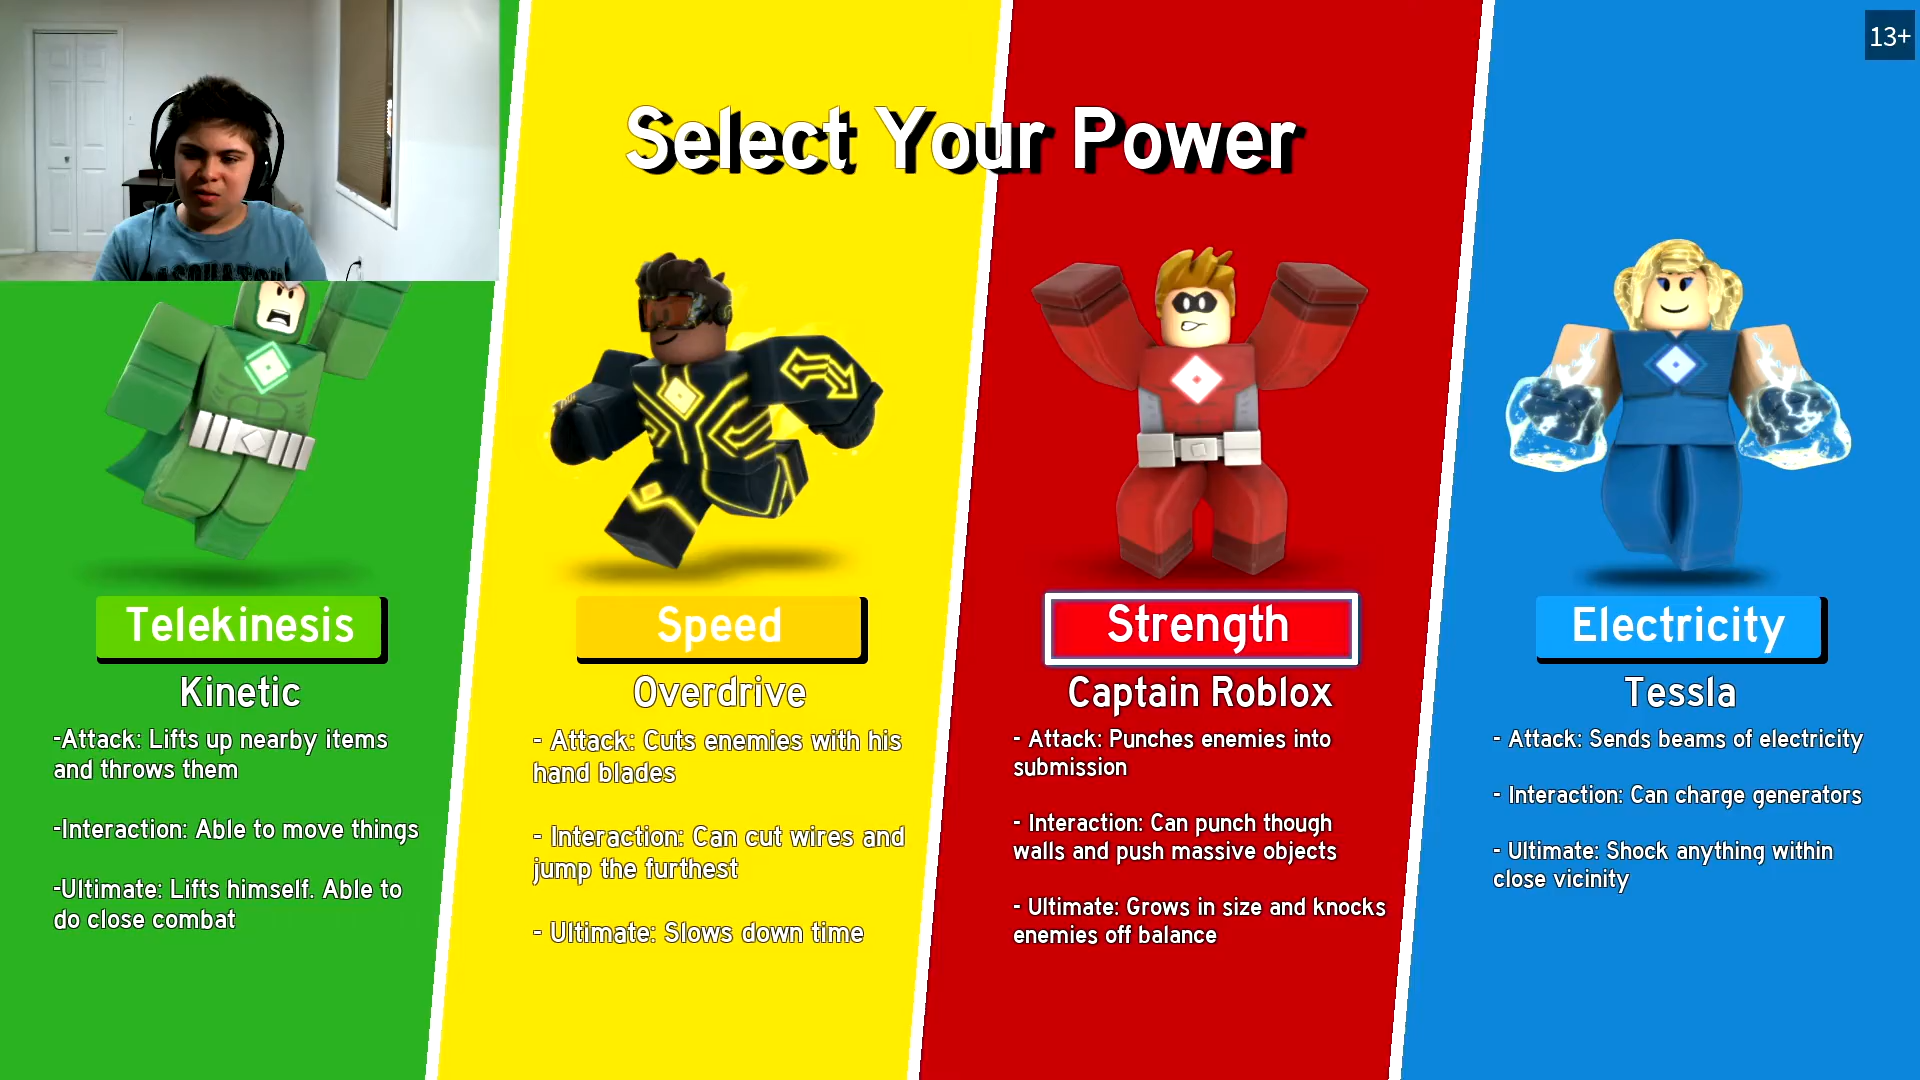 13+
Select Your Power
Telekinesis
Kinetic
-Attack: Lifts up nearby items
and throws them
-Interaction: Able to move things
-Ultimate: Lifts himself. Able to
do close combat
Speed
Overdrive
- Attack: Cuts enemies with his
hand blades
- Interaction: Can cut wires and
jump the furthest
- Ultimate: Slows down time
Strength
Captain Roblox
- Attack: Punches enemies into
submission
- Interaction: Can punch though
walls and push massive objects
- Ultimate: Grows in size and knocks
enemies off balance
Electricity
Tessla
- Attack: Sends beams of electricity
- Interaction: Can charge generators
- Ultimate: Shock anything within
close vicinity